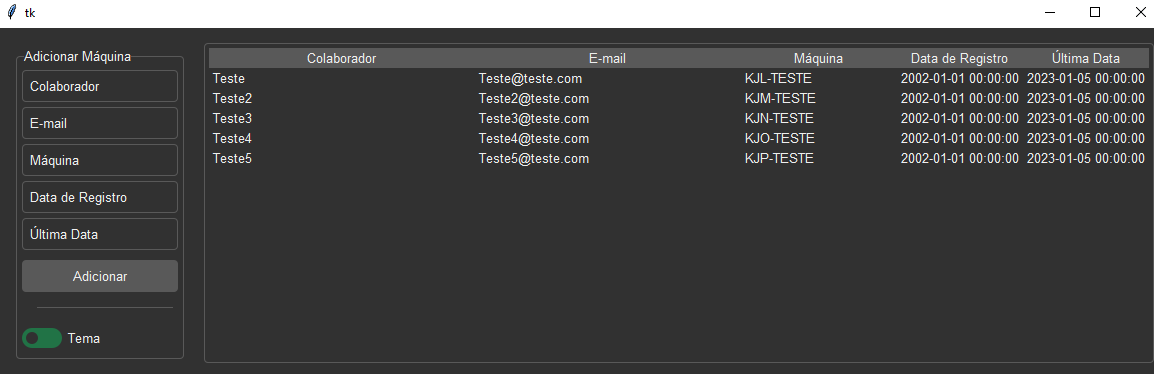 tk
Adicionar Máquina
Colaborador
E-mail
Máquina
Data de Registro
Última Data
Adicionar
Tema
Colaborador E-mail Máquina Data de Registro Última Data
Teste Teste@teste.com KJL-TESTE 2002-01-01 00:00:00 2023-01-05 00:00:00
Teste2 Teste2@teste.com KJM-TESTE 2002-01-01 00:00:00 2023-01-05 00:00:00
Teste3 Teste3@teste.com KJN-TESTE 2002-01-01 00:00:00 2023-01-05 00:00:00
Teste4 Teste4@teste.com KJO-TESTE 2002-01-01 00:00:00 2023-01-05 00:00:00
Teste5 Teste5@teste.com KJP-TESTE 2002-01-01 00:00:00 2023-01-05 00:00:00